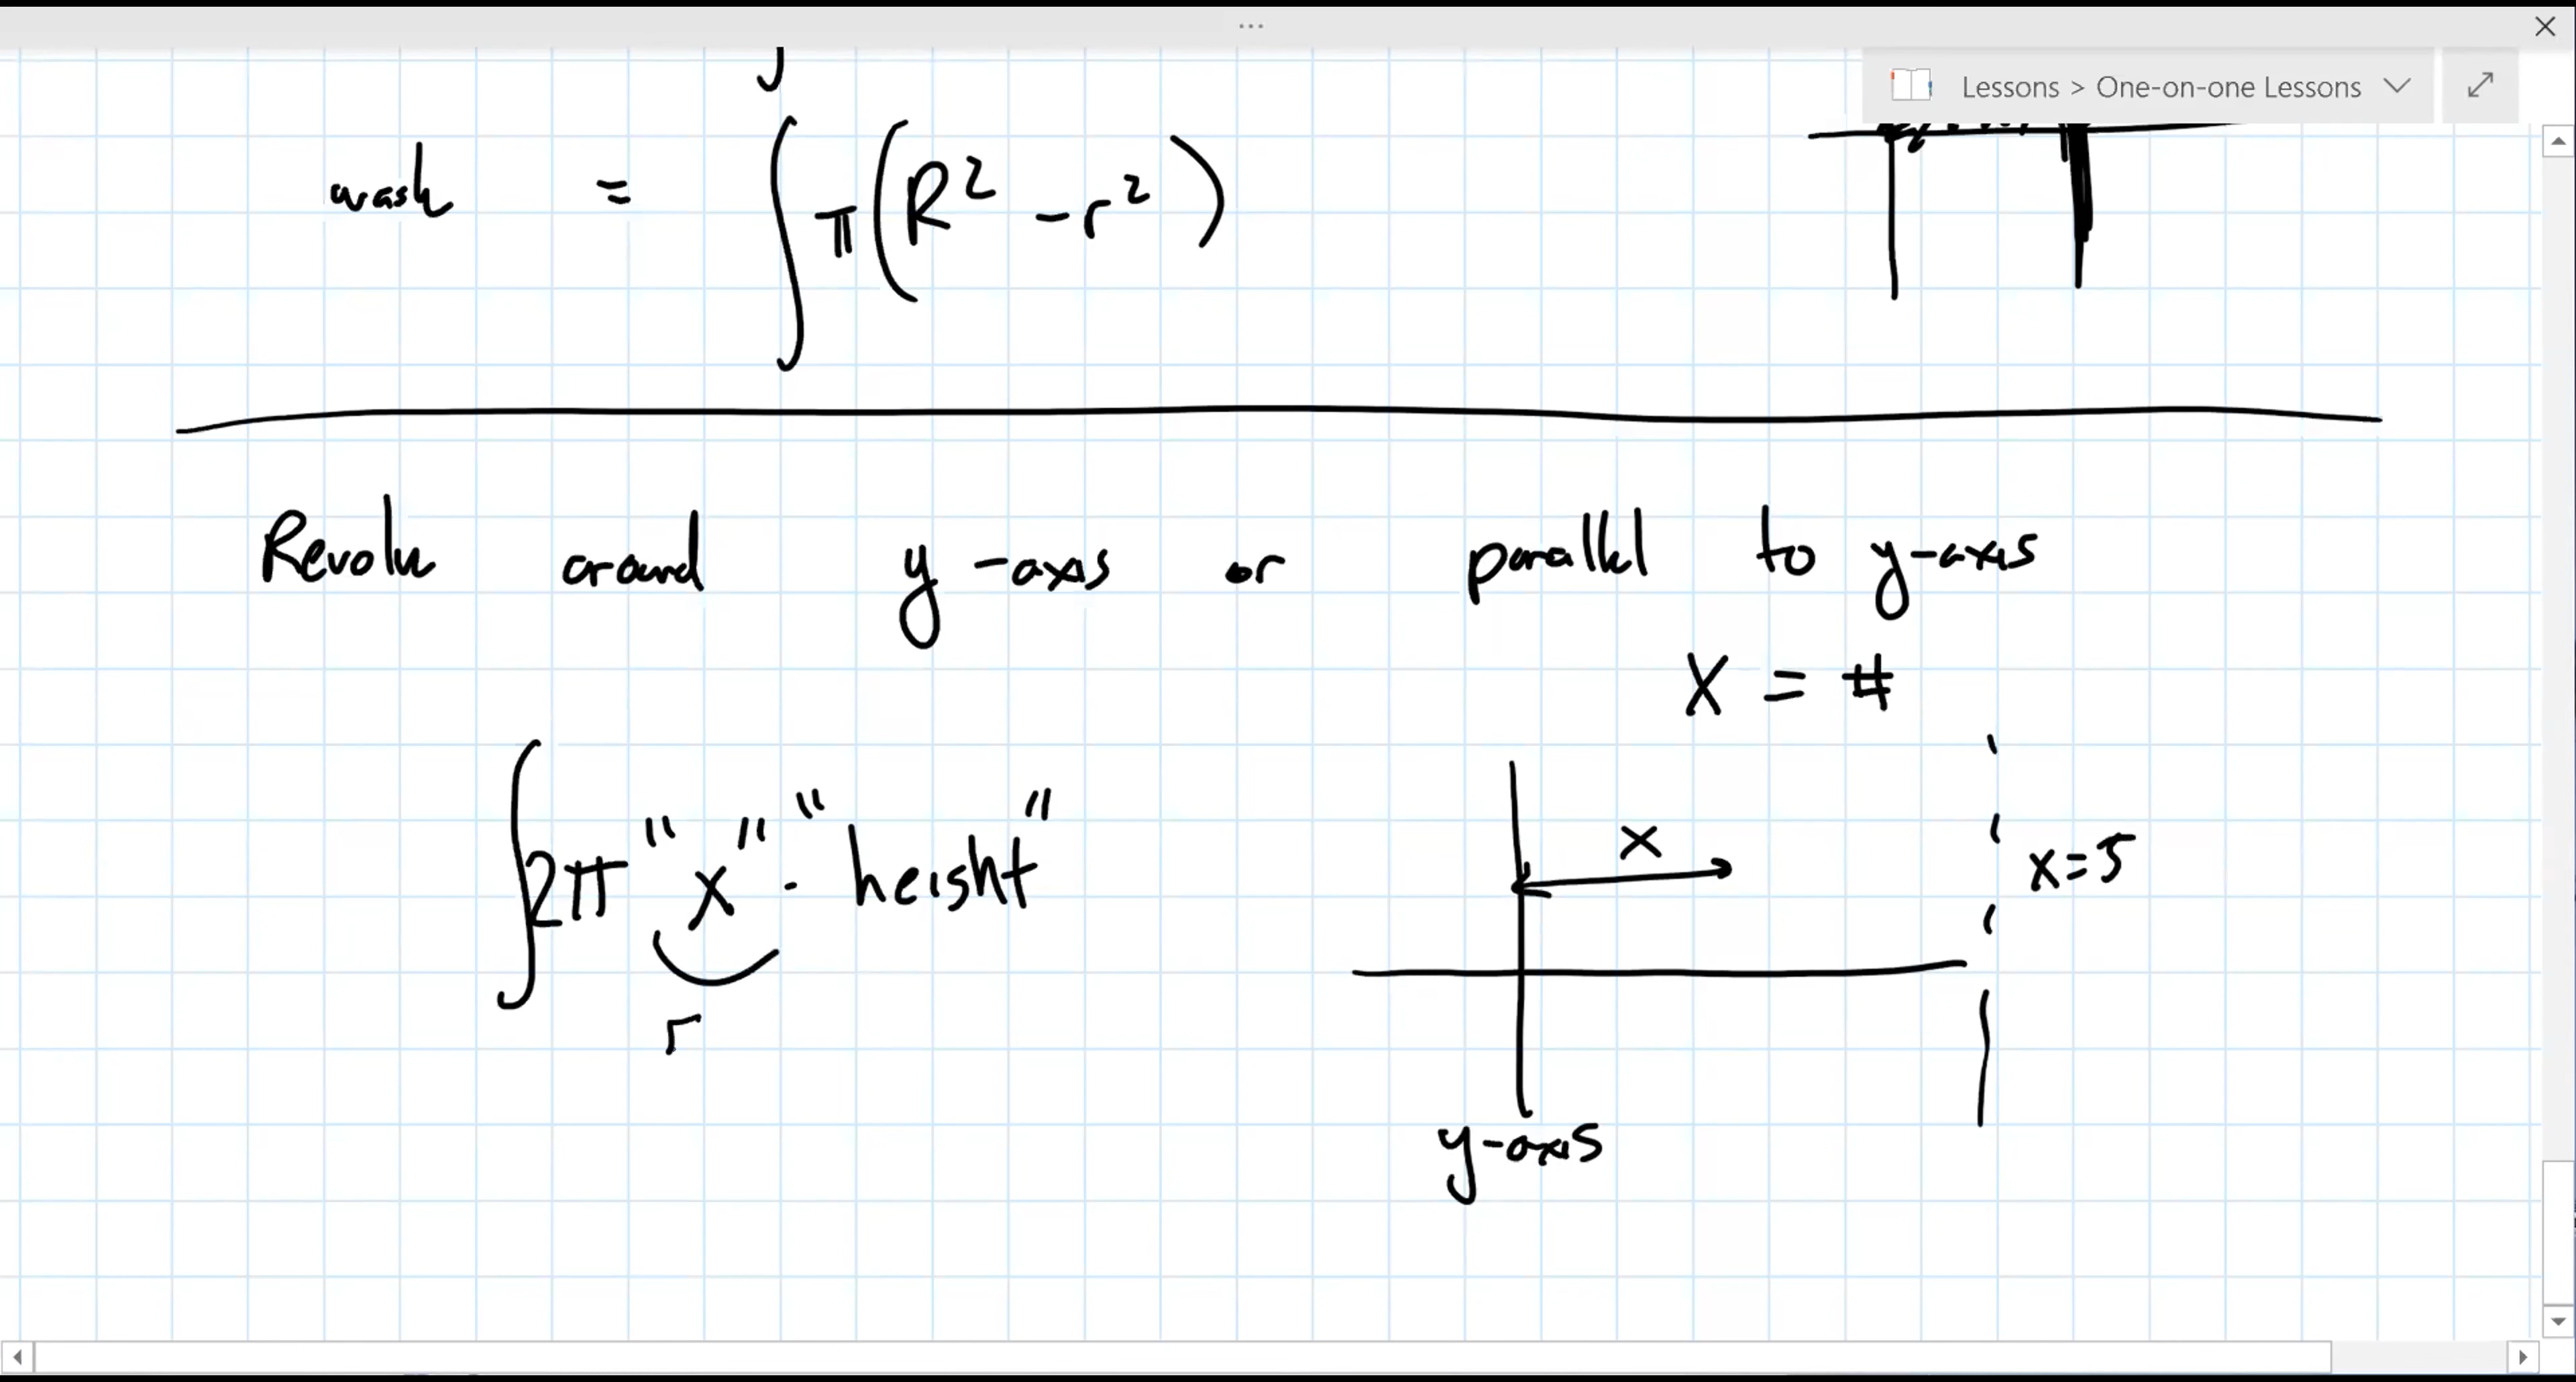 Lessons > One-on-one Lessons
wash = ∫ π(R² - r²)
Revolve around y-axis or parallel to y-axis
X = #
∫ 2π "x" · "height"
r
x
x=5
y-axis